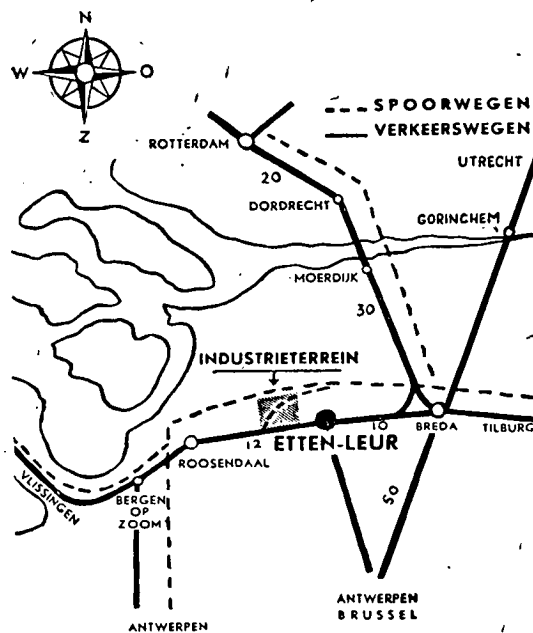 N
W O
Z
SPOORWEGEN
VERKEERSWEGEN
ROTTERDAM
UTRECHT
20
DORDRECHT
GORINCHEM
MOERDIJK
30
INDUSTRIETERREIN
12
ETTEN-LEUR
10
BREDA
TILBURG
ROOSENDAAL
VLISSINGEN
BERGEN
OP
ZOOM
50
ANTWERPEN
BRUSSEL
ANTWERPEN